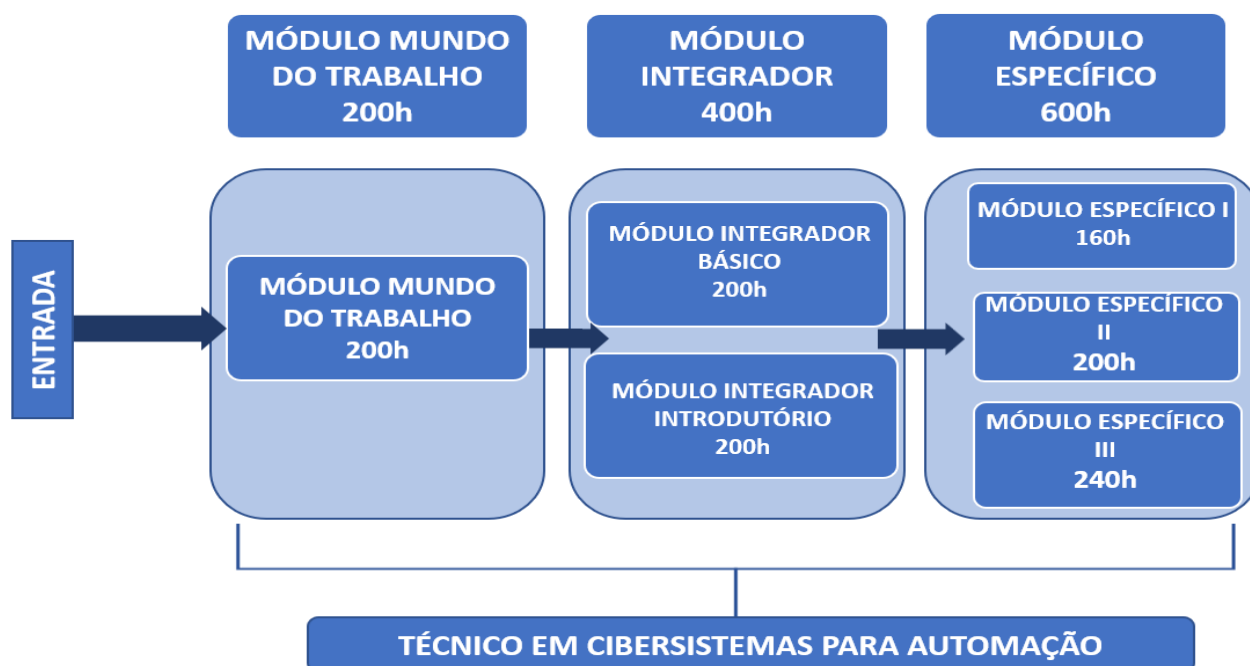 MÓDULO MUNDO
DO TRABALHO
200h
MÓDULO
INTEGRADOR
400h
MÓDULO
ESPECÍFICO
600h
ENTRADA
MÓDULO MUNDO
DO TRABALHO
200h
MÓDULO INTEGRADOR
BÁSICO
200h
MÓDULO INTEGRADOR
INTRODUTÓRIO
200h
MÓDULO ESPECÍFICO I
160h
MÓDULO ESPECÍFICO
II
200h
MÓDULO ESPECÍFICO
III
240h
TÉCNICO EM CIBERSISTEMAS PARA AUTOMAÇÃO